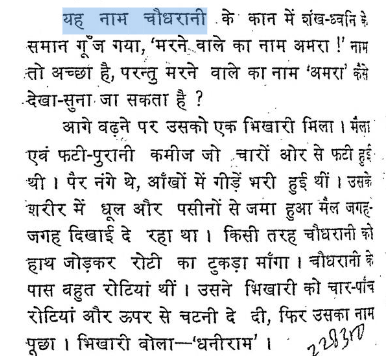 यह नाम चौधरानी के कान में शंख-ध्वनि के
समान गूँज गया, ‘मरने वाले का नाम अमरा !’ नाम
तो अच्छा है, परन्तु मरने वाले का नाम ‘अमरा’ कैसे
देखा-सुना जा सकता है ?
आगे बढ़ने पर उसको एक भिखारी मिला । मैला
एवं फटी-पुरानी कमीज जो चारों ओर से फटी हुई
थी । पैर नंगे थे, आँखों में गोड़ें भरी हुई थीं । उसके
शरीर में धूल और पसीनों से जमा हुआ मैल जगह-
जगह दिखाई दे रहा था । किसी तरह चौधरानी को
हाथ जोड़कर रोटी का टुकड़ा माँगा । चौधरानी के
पास बहुत रोटियां थीं । उसने भिखारी को चार-पाँच
रोटियां और ऊपर से चटनी दे दी, फिर उसका नाम
पूछा । भिखारी बोला—‘धनीराम’ ।
228310